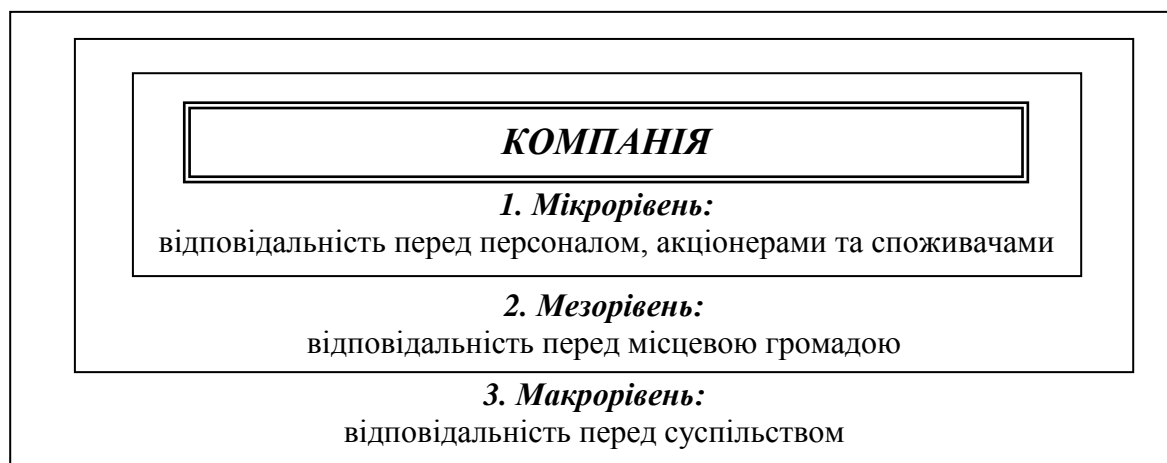 КОМПАНІЯ
1. Мікрорівень:
відповідальність перед персоналом, акціонерами та споживачами
2. Мезорівень:
відповідальність перед місцевою громадою
3. Макрорівень:
відповідальність перед суспільством